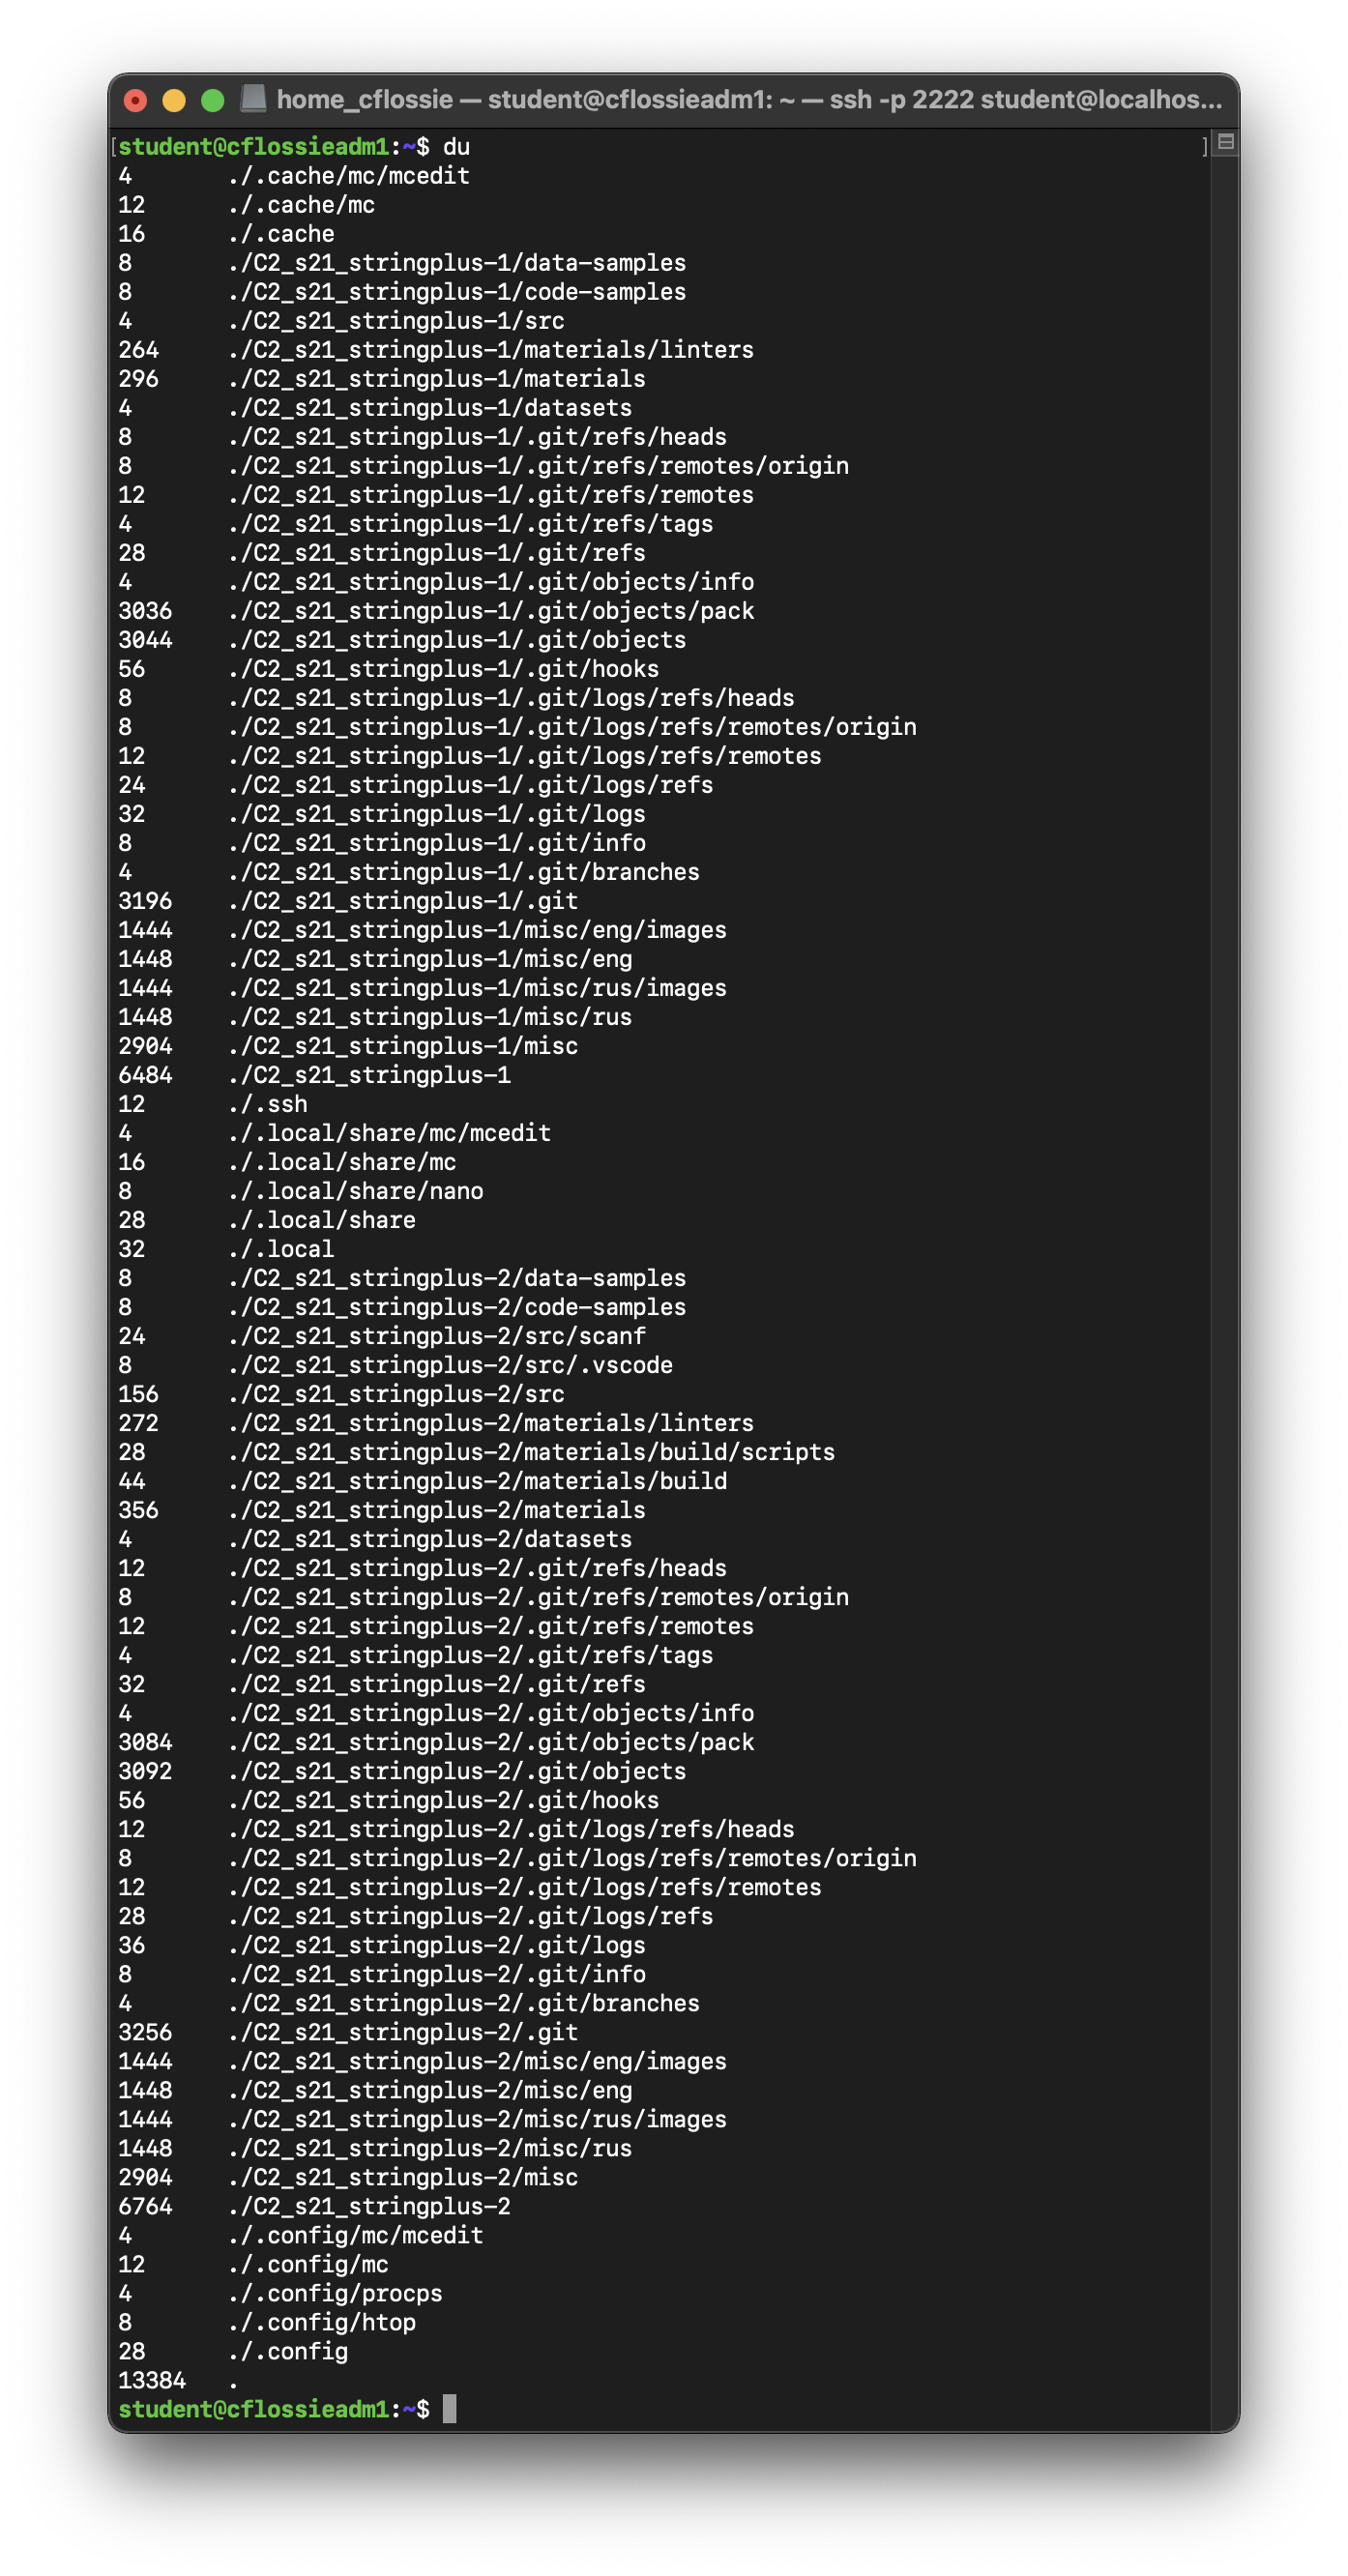 home_cflossie — student@cflossieadm1: ~ — ssh -p 2222 student@localhos...
[student@cflossieadm1:~$ du ]
4 ./.cache/mc/mcedit
12 ./.cache/mc
16 ./.cache
8 ./C2_s21_stringplus-1/data-samples
8 ./C2_s21_stringplus-1/code-samples
4 ./C2_s21_stringplus-1/src
264 ./C2_s21_stringplus-1/materials/linters
296 ./C2_s21_stringplus-1/materials
4 ./C2_s21_stringplus-1/datasets
8 ./C2_s21_stringplus-1/.git/refs/heads
8 ./C2_s21_stringplus-1/.git/refs/remotes/origin
12 ./C2_s21_stringplus-1/.git/refs/remotes
4 ./C2_s21_stringplus-1/.git/refs/tags
28 ./C2_s21_stringplus-1/.git/refs
4 ./C2_s21_stringplus-1/.git/objects/info
3036 ./C2_s21_stringplus-1/.git/objects/pack
3044 ./C2_s21_stringplus-1/.git/objects
56 ./C2_s21_stringplus-1/.git/hooks
8 ./C2_s21_stringplus-1/.git/logs/refs/heads
8 ./C2_s21_stringplus-1/.git/logs/refs/remotes/origin
12 ./C2_s21_stringplus-1/.git/logs/refs/remotes
24 ./C2_s21_stringplus-1/.git/logs/refs
32 ./C2_s21_stringplus-1/.git/logs
8 ./C2_s21_stringplus-1/.git/info
4 ./C2_s21_stringplus-1/.git/branches
3196 ./C2_s21_stringplus-1/.git
1444 ./C2_s21_stringplus-1/misc/eng/images
1448 ./C2_s21_stringplus-1/misc/eng
1444 ./C2_s21_stringplus-1/misc/rus/images
1448 ./C2_s21_stringplus-1/misc/rus
2904 ./C2_s21_stringplus-1/misc
6484 ./C2_s21_stringplus-1
12 ./.ssh
4 ./.local/share/mc/mcedit
16 ./.local/share/mc
8 ./.local/share/nano
28 ./.local/share
32 ./.local
8 ./C2_s21_stringplus-2/data-samples
8 ./C2_s21_stringplus-2/code-samples
24 ./C2_s21_stringplus-2/src/scanf
8 ./C2_s21_stringplus-2/src/.vscode
156 ./C2_s21_stringplus-2/src
272 ./C2_s21_stringplus-2/materials/linters
28 ./C2_s21_stringplus-2/materials/build/scripts
44 ./C2_s21_stringplus-2/materials/build
356 ./C2_s21_stringplus-2/materials
4 ./C2_s21_stringplus-2/datasets
12 ./C2_s21_stringplus-2/.git/refs/heads
8 ./C2_s21_stringplus-2/.git/refs/remotes/origin
12 ./C2_s21_stringplus-2/.git/refs/remotes
4 ./C2_s21_stringplus-2/.git/refs/tags
32 ./C2_s21_stringplus-2/.git/refs
4 ./C2_s21_stringplus-2/.git/objects/info
3084 ./C2_s21_stringplus-2/.git/objects/pack
3092 ./C2_s21_stringplus-2/.git/objects
56 ./C2_s21_stringplus-2/.git/hooks
12 ./C2_s21_stringplus-2/.git/logs/refs/heads
8 ./C2_s21_stringplus-2/.git/logs/refs/remotes/origin
12 ./C2_s21_stringplus-2/.git/logs/refs/remotes
28 ./C2_s21_stringplus-2/.git/logs/refs
36 ./C2_s21_stringplus-2/.git/logs
8 ./C2_s21_stringplus-2/.git/info
4 ./C2_s21_stringplus-2/.git/branches
3256 ./C2_s21_stringplus-2/.git
1444 ./C2_s21_stringplus-2/misc/eng/images
1448 ./C2_s21_stringplus-2/misc/eng
1444 ./C2_s21_stringplus-2/misc/rus/images
1448 ./C2_s21_stringplus-2/misc/rus
2904 ./C2_s21_stringplus-2/misc
6764 ./C2_s21_stringplus-2
4 ./.config/mc/mcedit
12 ./.config/mc
4 ./.config/procps
8 ./.config/htop
28 ./.config
13384 .
student@cflossieadm1:~$